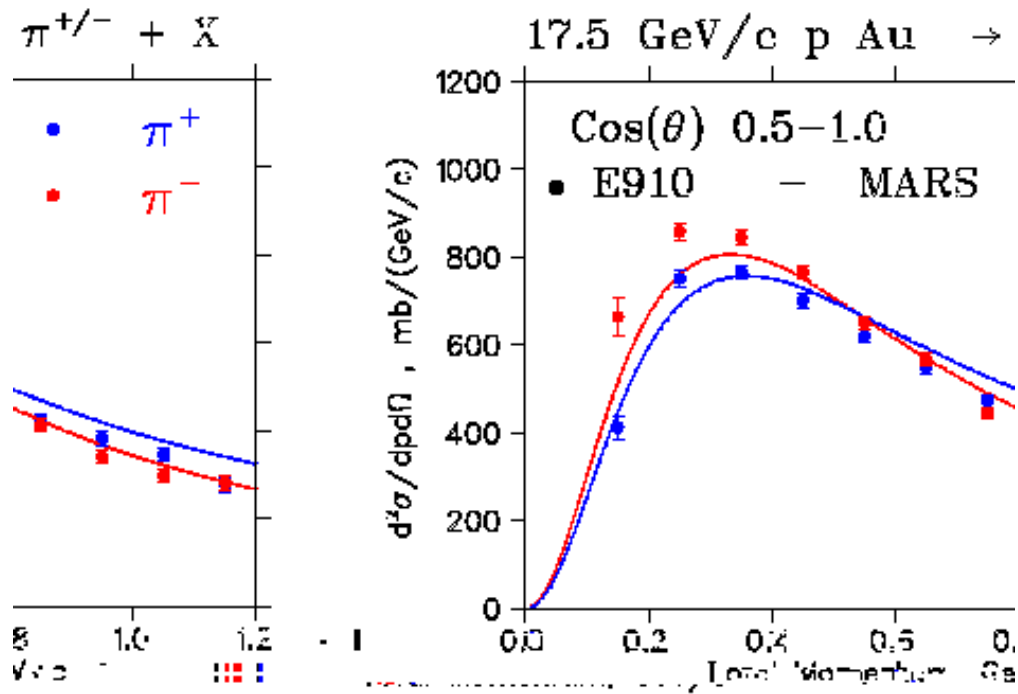 π+/- + X
π+
π-
1.0
1.2
17.5 GeV/c p Au →
1200
1000
800
600
400
200
0
d²σ/dpdΩ , mb/(GeV/c)
Cos(θ) 0.5−1.0
● E910 − MARS
0.0 0.2 0.4 0.6
Momentum